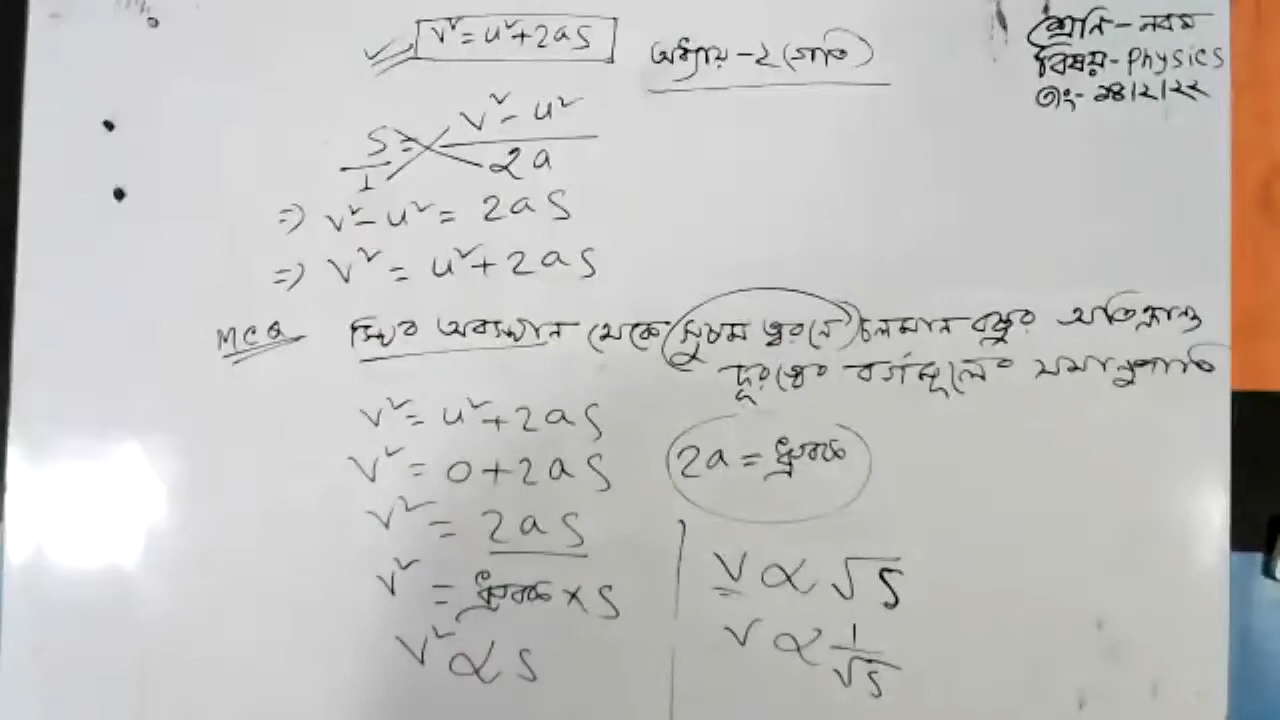 v² = u² + 2as
অধ্যায় - ২ (গতি)
শ্রেনি - নবম
বিষয় - Physics
তাং - ১৪/২/২২
S/1 = (v² - u²)/2a
⇒ v² - u² = 2as
⇒ v² = u² + 2as
MCQ স্থির অবস্থান থেকে সুষম ত্বরনে চলমান বস্তুর অতিক্রান্ত
দূরত্বের বর্গমূলের সমানুপাতি
v² = u² + 2as
v² = 0 + 2as
v² = 2as
v² = ধ্রুবক × s
v² ∝ s
2a = ধ্রুবক
v ∝ √s
v ∝ 1/√s